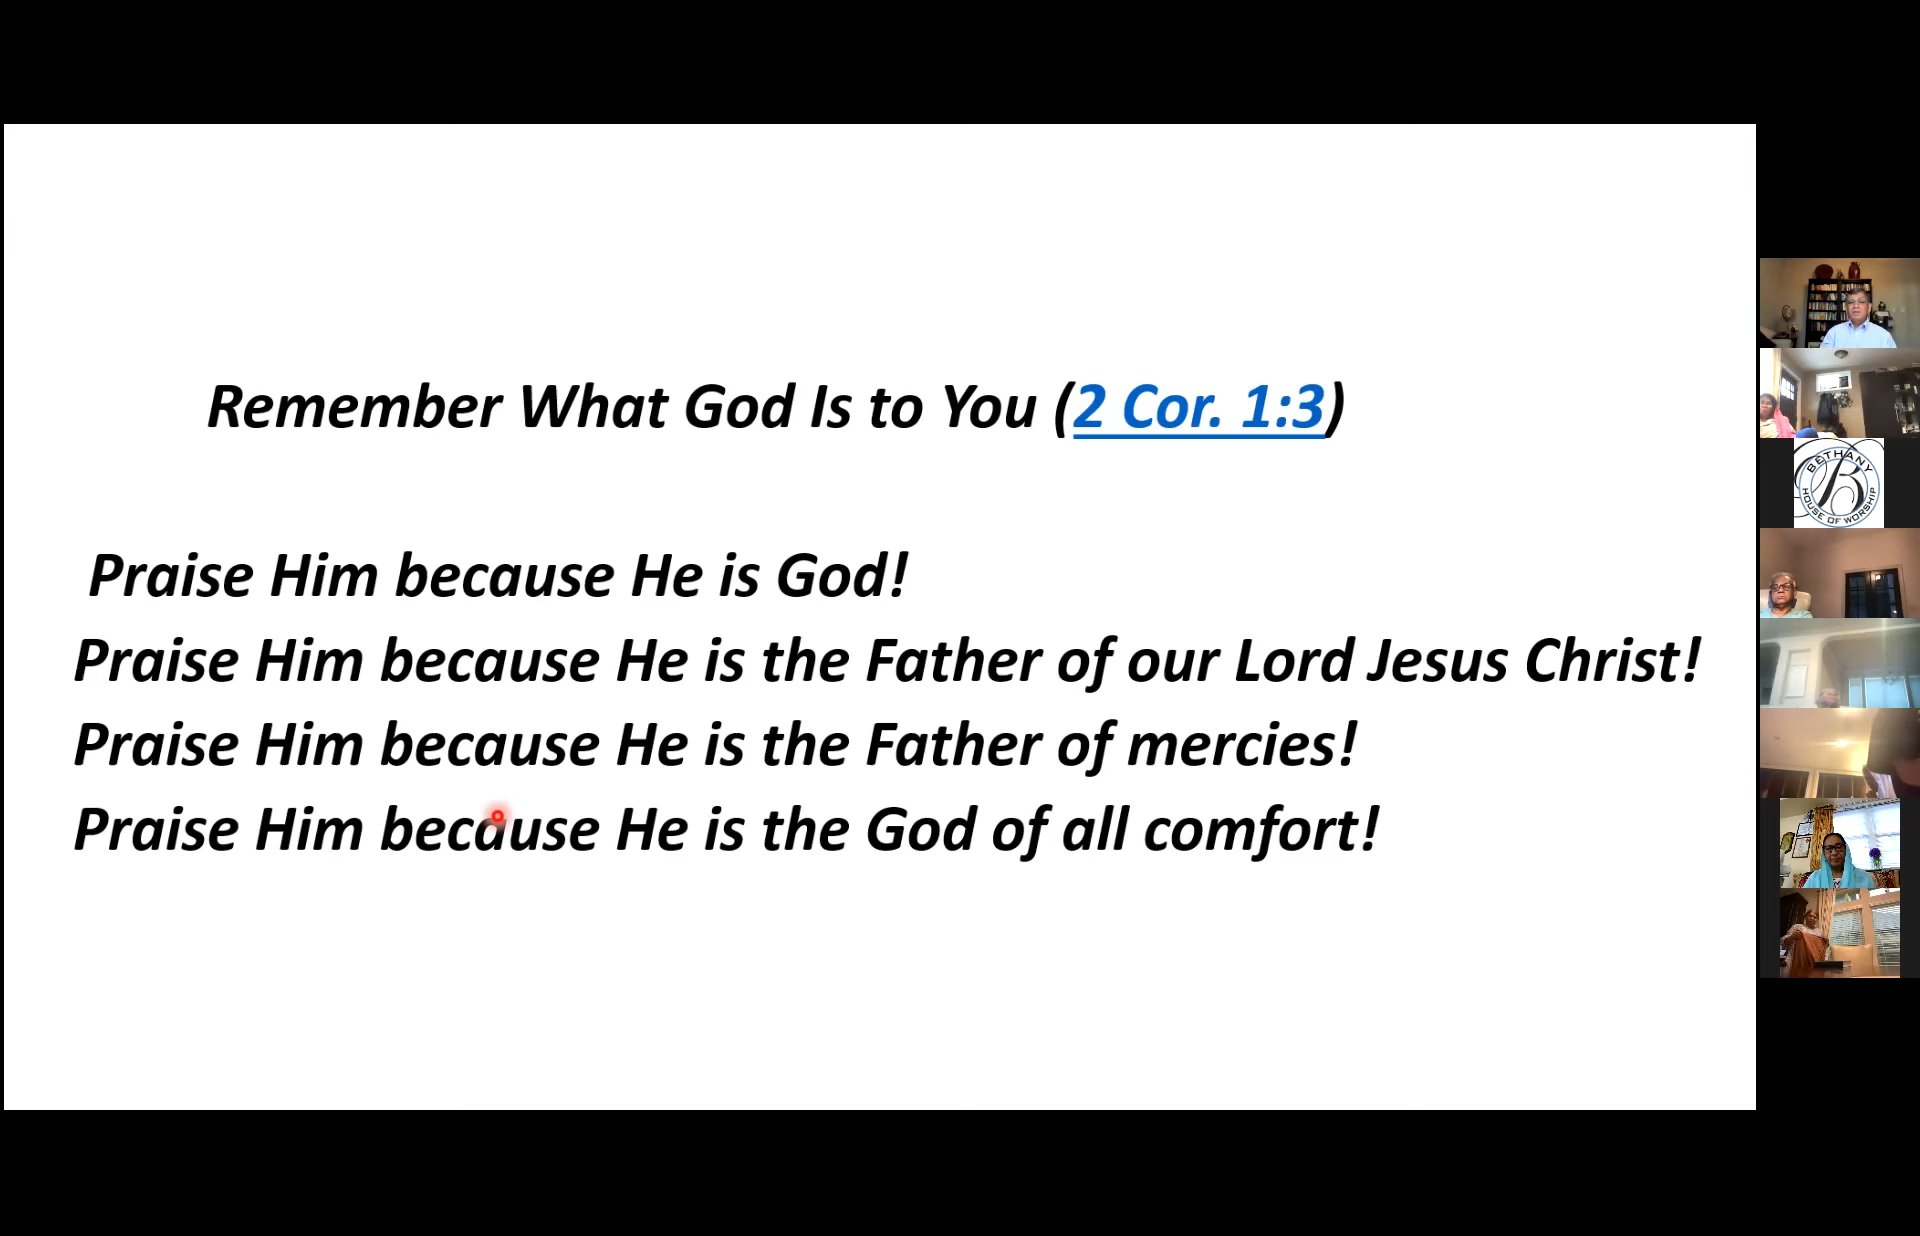 Remember What God Is to You (2 Cor. 1:3)
Praise Him because He is God!
Praise Him because He is the Father of our Lord Jesus Christ!
Praise Him because He is the Father of mercies!
Praise Him because He is the God of all comfort!
BETHANY
B
HOUSE OF WORSHIP